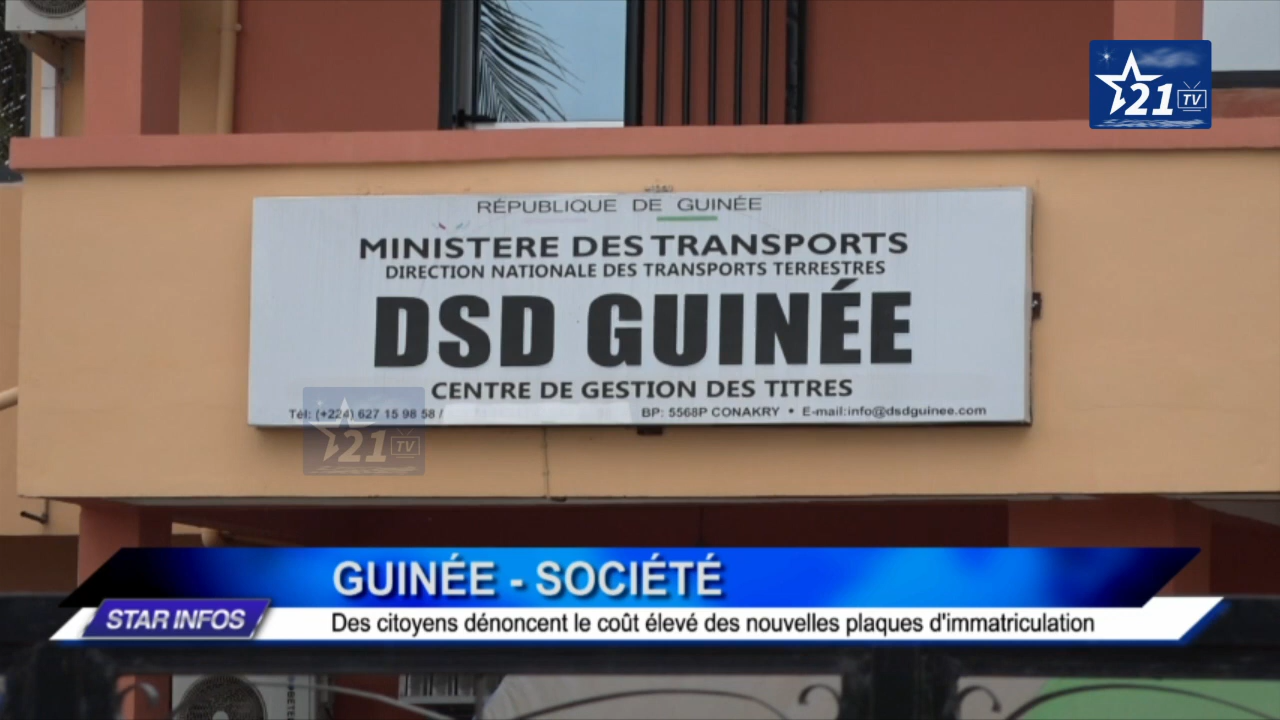 21 TV
RÉPUBLIQUE DE GUINÉE
MINISTERE DES TRANSPORTS
DIRECTION NATIONALE DES TRANSPORTS TERRESTRES
DSD GUINÉE
CENTRE DE GESTION DES TITRES
Tél: (+224) 627 15 98 58 / BP: 5568P CONAKRY • E-mail:info@dsdguinee.com
21 TV
GUINÉE - SOCIÉTÉ
STAR INFOS Des citoyens dénoncent le coût élevé des nouvelles plaques d'immatriculation